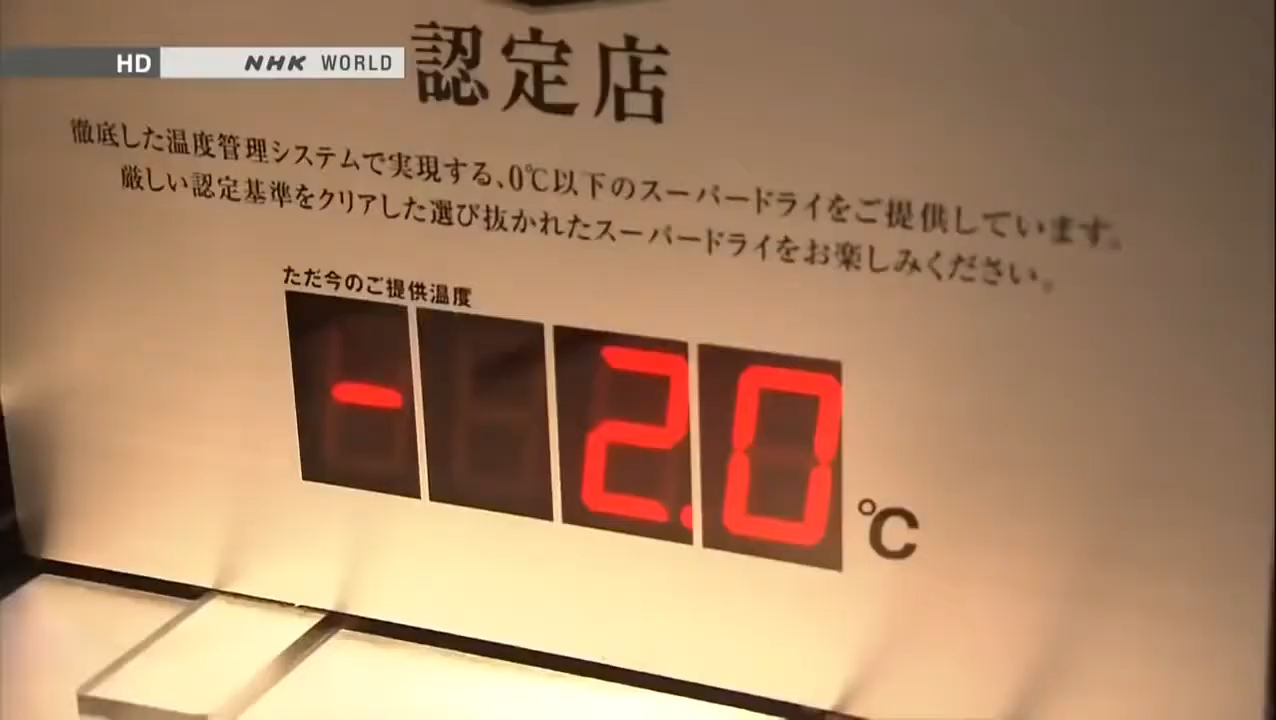 HD NHK WORLD
認定店
徹底した温度管理システムで実現する、0℃以下のスーパードライをご提供しています。
厳しい認定基準をクリアした選び抜かれたスーパードライをお楽しみください。
ただ今のご提供温度
- 2.0 ℃